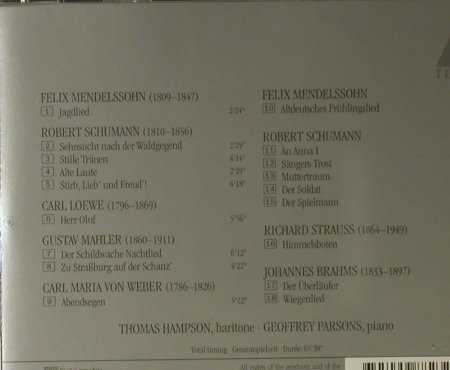 FELIX MENDELSSOHN (1809-1847)
1 Jagdlied 2'24"
ROBERT SCHUMANN (1810-1856)
2 Sehnsucht nach der Waldgegend 2'29"
3 Stille Tränen 4'14"
4 Alte Laute 2'29"
5 Stirb, Lieb' und Freud'! 6'18"
CARL LOEWE (1796-1869)
6 Herr Oluf 5'56"
GUSTAV MAHLER (1860-1911)
7 Der Schildwache Nachtlied 6'12"
8 Zu Straßburg auf der Schanz' 4'22"
CARL MARIA VON WEBER (1786-1826)
9 Abendsegen 5'22"
FELIX MENDELSSOHN
10 Altdeutsches Frühlingslied
ROBERT SCHUMANN
11 An Anna I
12 Sängers Trost
13 Muttertraum
14 Der Soldat
15 Der Spielmann
RICHARD STRAUSS (1864-1949)
16 Himmelsboten
JOHANNES BRAHMS (1833-1897)
17 Der Überläufer
18 Wiegenlied
THOMAS HAMPSON, baritone - GEOFFREY PARSONS, piano
Total timing - Gesamtspielzeit - Durée: 65'38"
All rights of the producer and of the